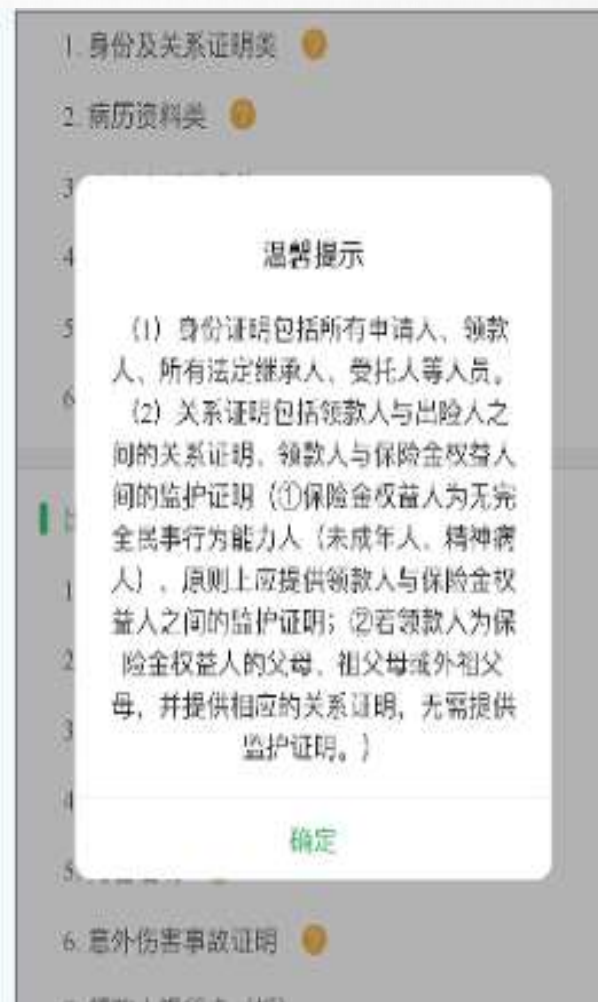 1. 身份及关系证明类
2. 病历资料类
3
4
5
6
温馨提示
（1）身份证明包括所有申请人、领款
人、所有法定继承人、受托人等人员。
（2）关系证明包括领款人与出险人之
间的关系证明、领款人与保险金权益人
间的监护证明（①保险金权益人为无完
全民事行为能力人（未成年人、精神病
人）、原则上应提供领款人与保险金权
益人之间的监护证明；②若领款人为保
险金权益人的父母、祖父母或外祖父
母，并提供相应的关系证明，无需提供
监护证明。）
确定
1
2
3
4
5.
6. 意外伤害事故证明